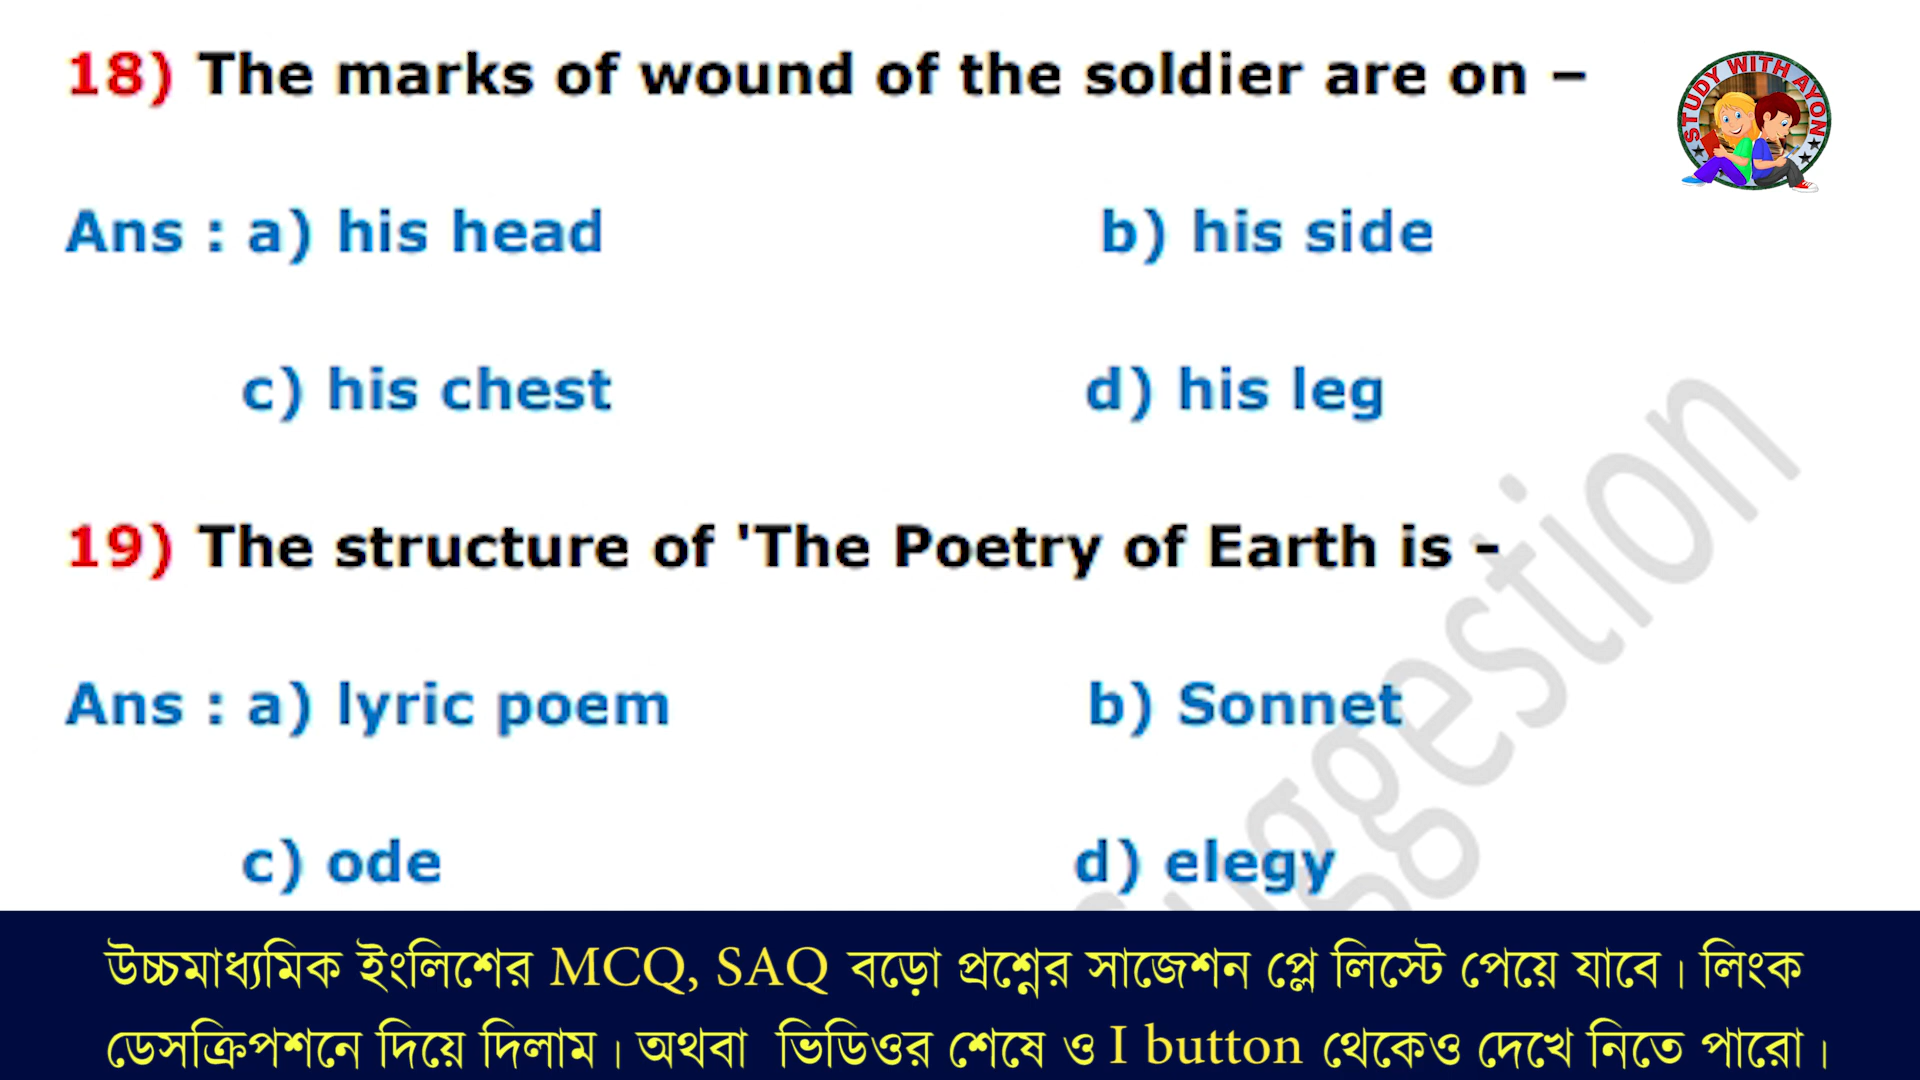 18) The marks of wound of the soldier are on –
STUDY WITH AYON
Ans : a) his head b) his side
c) his chest d) his leg
19) The structure of 'The Poetry of Earth is -
Ans : a) lyric poem b) Sonnet
c) ode d) elegy
Suggestion
উচ্চমাধ্যমিক ইংলিশের MCQ, SAQ বড়ো প্রশ্নের সাজেশন প্লে লিস্টে পেয়ে যাবে। লিংক
ডেসক্রিপশনে দিয়ে দিলাম। অথবা ভিডিওর শেষে ও I button থেকেও দেখে নিতে পারো।